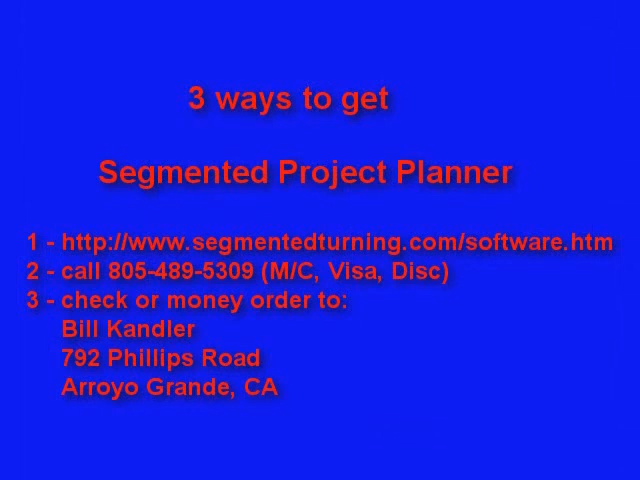 3 ways to get
Segmented Project Planner
1 - http://www.segmentedturning.com/software.htm
2 - call 805-489-5309 (M/C, Visa, Disc)
3 - check or money order to:
Bill Kandler
792 Phillips Road
Arroyo Grande, CA